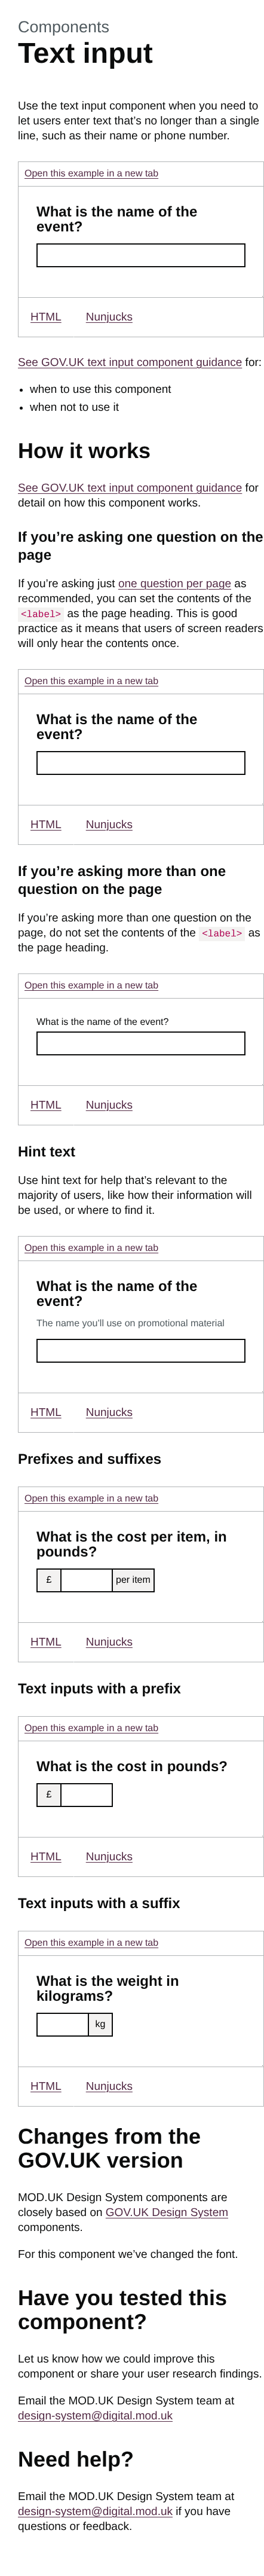 Components
Text input
Use the text input component when you need to
let users enter text that’s no longer than a single
line, such as their name or phone number.
Open this example in a new tab
What is the name of the
event?
HTML Nunjucks
See GOV.UK text input component guidance for:
• when to use this component
• when not to use it
How it works
See GOV.UK text input component guidance for
detail on how this component works.
If you’re asking one question on the
page
If you’re asking just one question per page as
recommended, you can set the contents of the
<label> as the page heading. This is good
practice as it means that users of screen readers
will only hear the contents once.
Open this example in a new tab
What is the name of the
event?
HTML Nunjucks
If you’re asking more than one
question on the page
If you’re asking more than one question on the
page, do not set the contents of the <label> as
the page heading.
Open this example in a new tab
What is the name of the event?
HTML Nunjucks
Hint text
Use hint text for help that’s relevant to the
majority of users, like how their information will
be used, or where to find it.
Open this example in a new tab
What is the name of the
event?
The name you’ll use on promotional material
HTML Nunjucks
Prefixes and suffixes
Open this example in a new tab
What is the cost per item, in
pounds?
£ per item
HTML Nunjucks
Text inputs with a prefix
Open this example in a new tab
What is the cost in pounds?
£
HTML Nunjucks
Text inputs with a suffix
Open this example in a new tab
What is the weight in
kilograms?
kg
HTML Nunjucks
Changes from the
GOV.UK version
MOD.UK Design System components are
closely based on GOV.UK Design System
components.
For this component we’ve changed the font.
Have you tested this
component?
Let us know how we could improve this
component or share your user research findings.
Email the MOD.UK Design System team at
design-system@digital.mod.uk
Need help?
Email the MOD.UK Design System team at
design-system@digital.mod.uk if you have
questions or feedback.